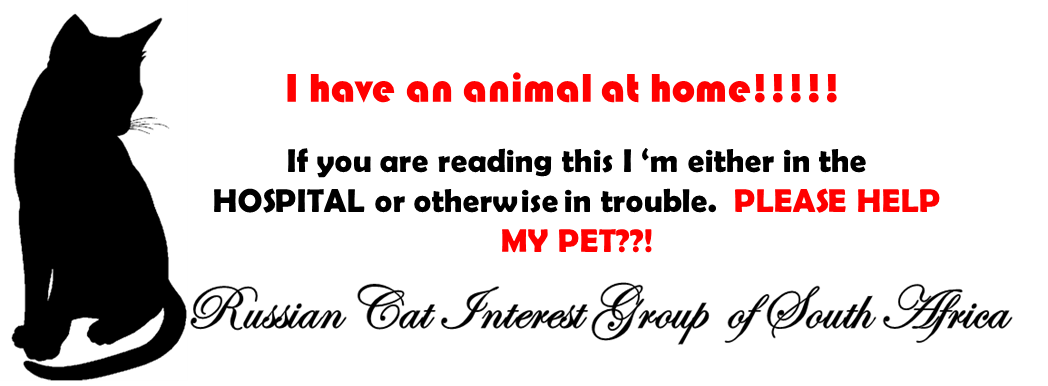 I have an animal at home!!!!!
If you are reading this I ‘m either in the
HOSPITAL or otherwise in trouble.  PLEASE HELP
MY PET??!
Russian Cat Interest Group of South Africa